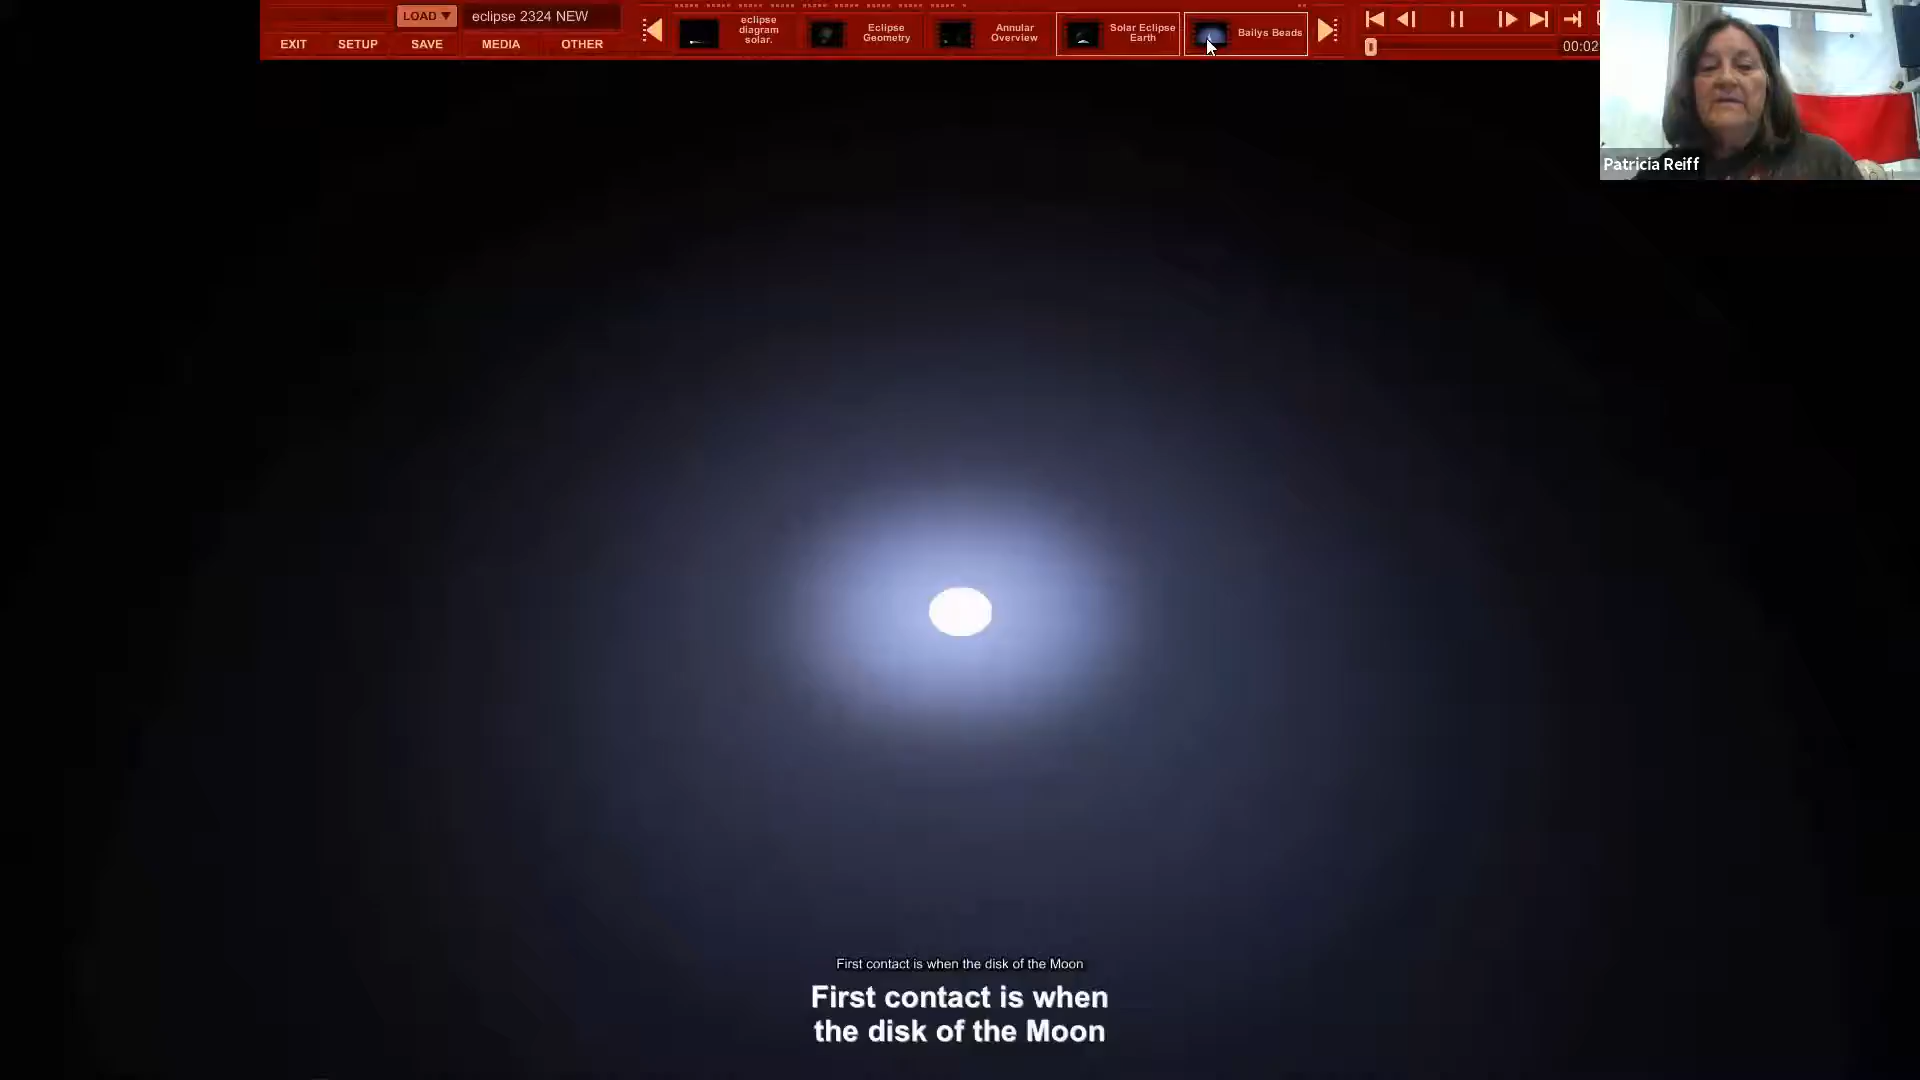 LOAD ▼
eclipse 2324 NEW
EXIT
SETUP
SAVE
MEDIA
OTHER
eclipse
diagram
solar.
Eclipse
Geometry
Annular
Overview
Solar Eclipse
Earth
Bailys Beads
00:02
Patricia Reiff
First contact is when the disk of the Moon
First contact is when
the disk of the Moon